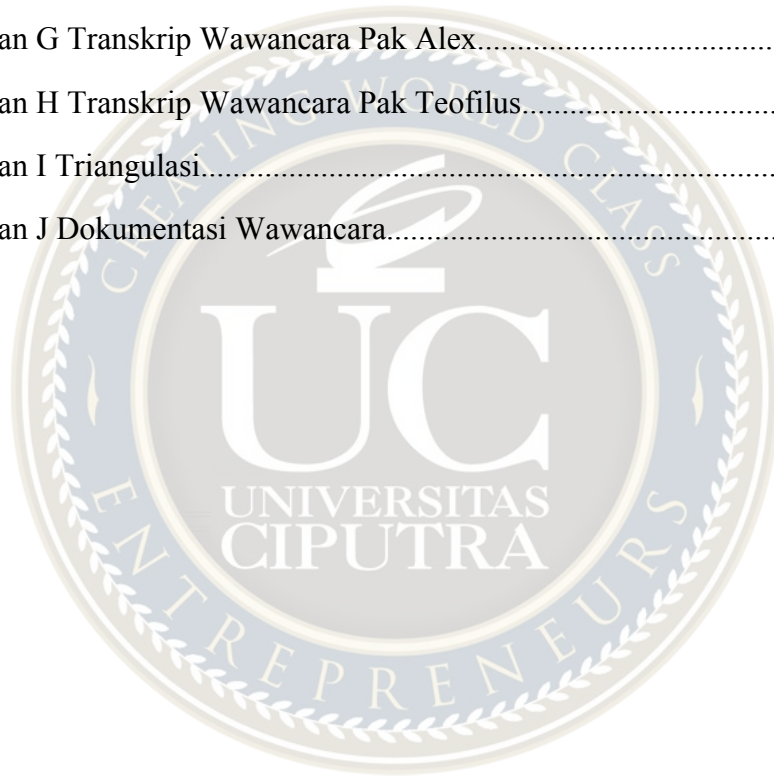 an G Transkrip Wawancara Pak Alex
an H Transkrip Wawancara Pak Teofilus
an I Triangulasi
an J Dokumentasi Wawancara
CREATING WORLD CLASS
UC
UNIVERSITAS
CIPUTRA
ENTREPRENEURS